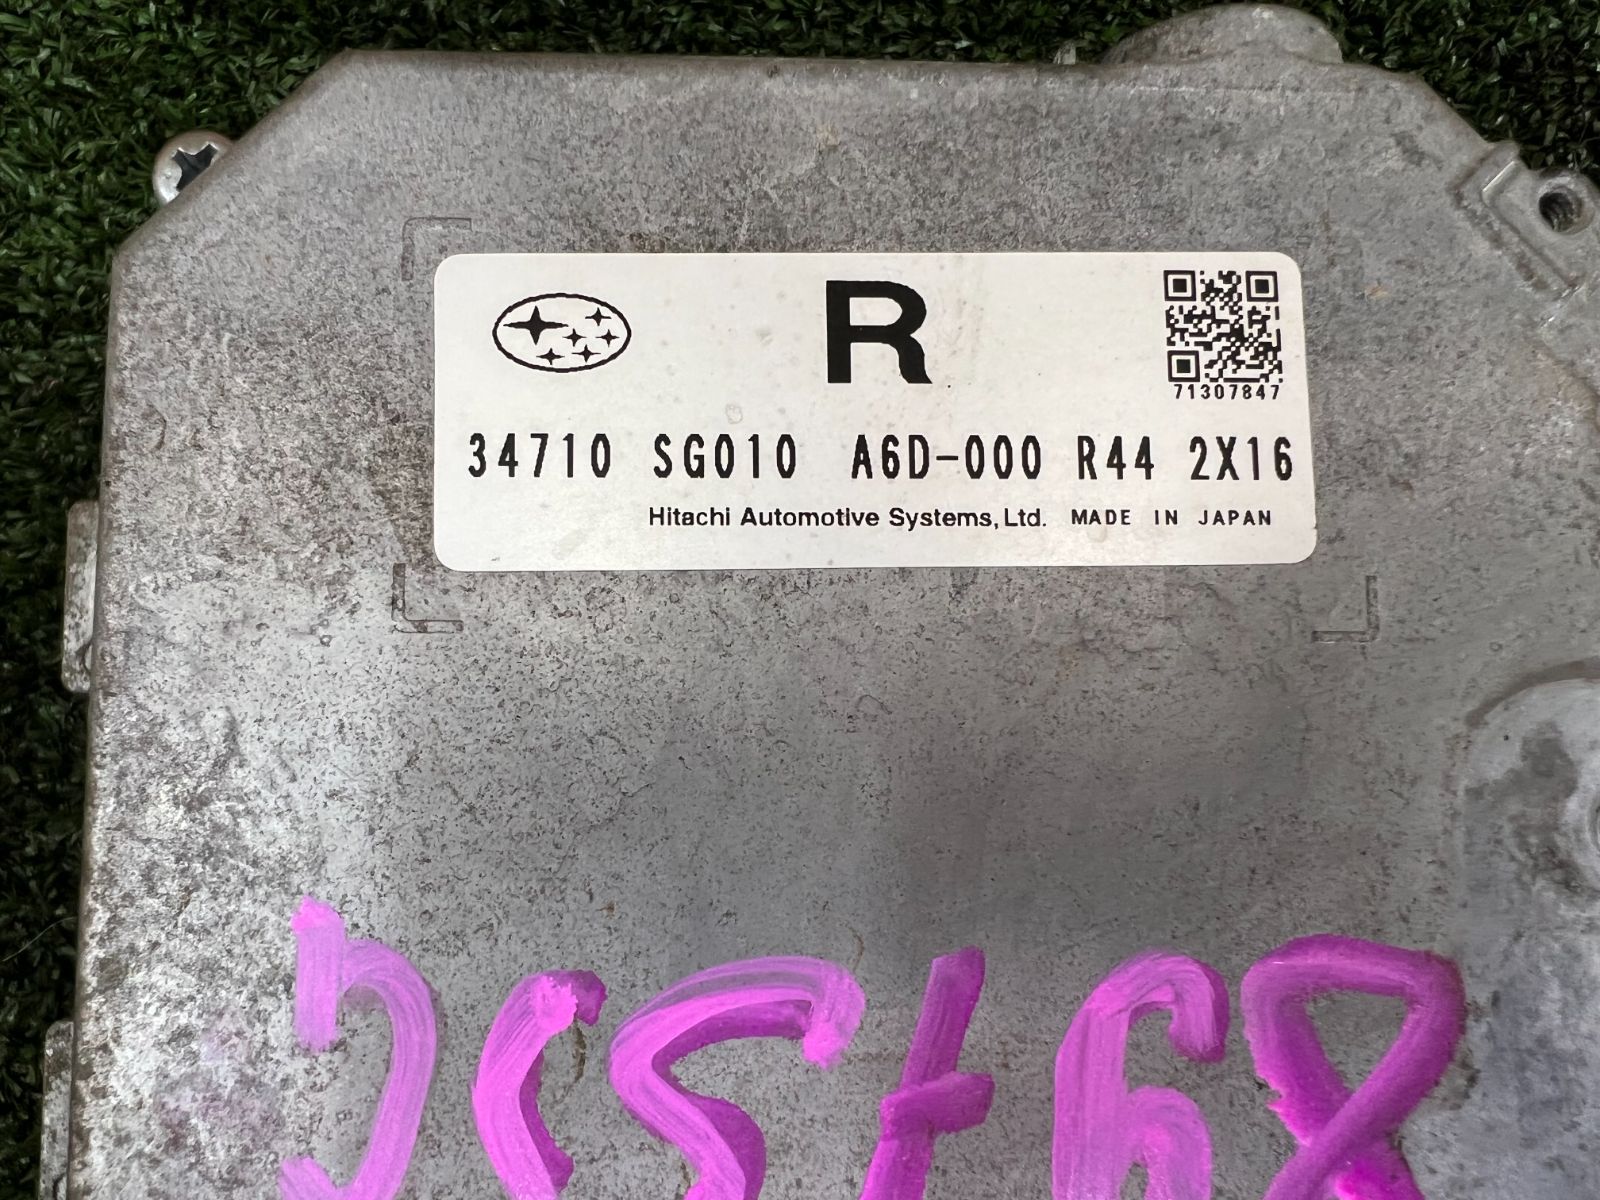 R
71307847
34710 SG010 A6D-000 R44 2X16
Hitachi Automotive Systems, Ltd. MADE IN JAPAN